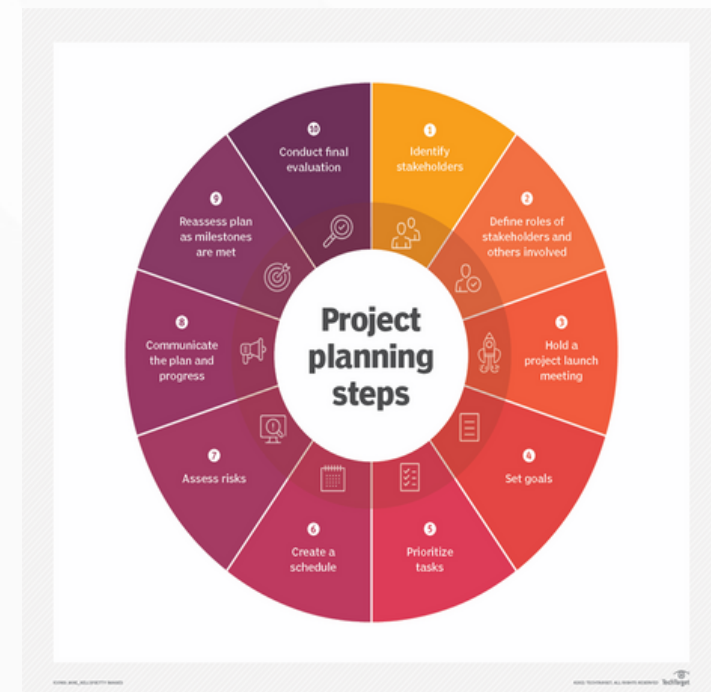 Project
planning
steps
1
Identify
stakeholders
2
Define roles of
stakeholders and
others involved
3
Hold a
project launch
meeting
4
Set goals
5
Prioritize
tasks
6
Create a
schedule
7
Assess risks
8
Communicate
the plan and
progress
9
Reassess plan
as milestones
are met
10
Conduct final
evaluation
TechTarget